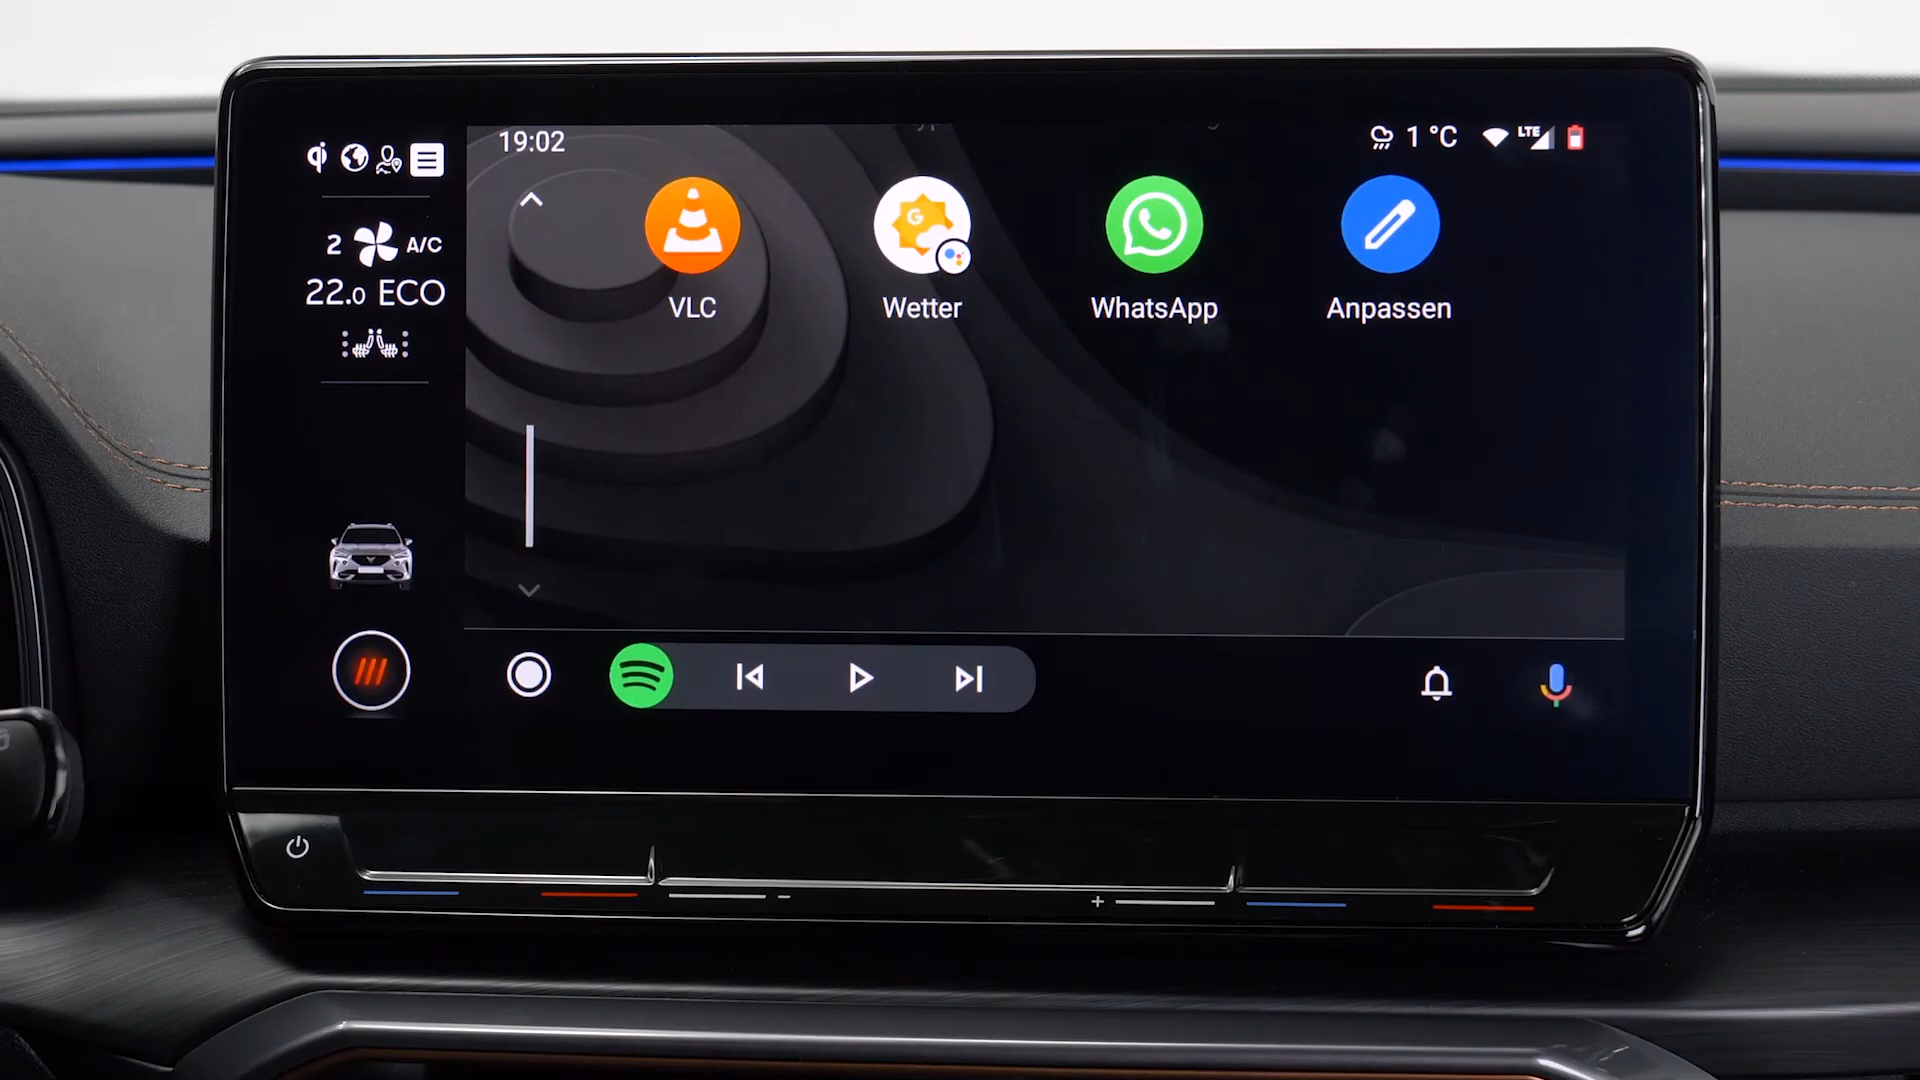 19:02
1 °C
LTE
2 A/C
22.0 ECO
VLC
Wetter
WhatsApp
Anpassen
- +